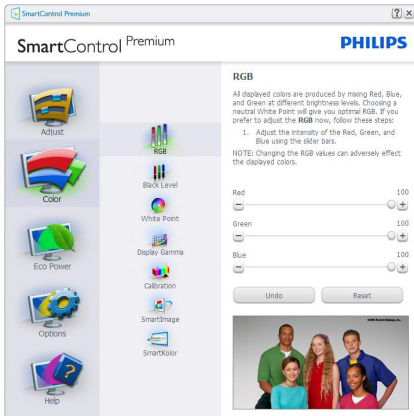 SmartControl Premium
SmartControl Premium
PHILIPS
Adjust
Color
Eco Power
Options
Help
RGB
Black Level
White Point
Display Gamma
Calibration
SmartImage
SmartKolor
RGB
All displayed colors are produced by mixing Red, Blue,
and Green at different brightness levels. Choosing a
neutral White Point will give you optimal RGB. If you
prefer to adjust the RGB now, follow these steps:
1. Adjust the intensity of the Red, Green, and
Blue using the slider bars.
NOTE: Changing the RGB values can adversely effect
the displayed colors.
Red 100
Green 100
Blue 100
Undo Reset